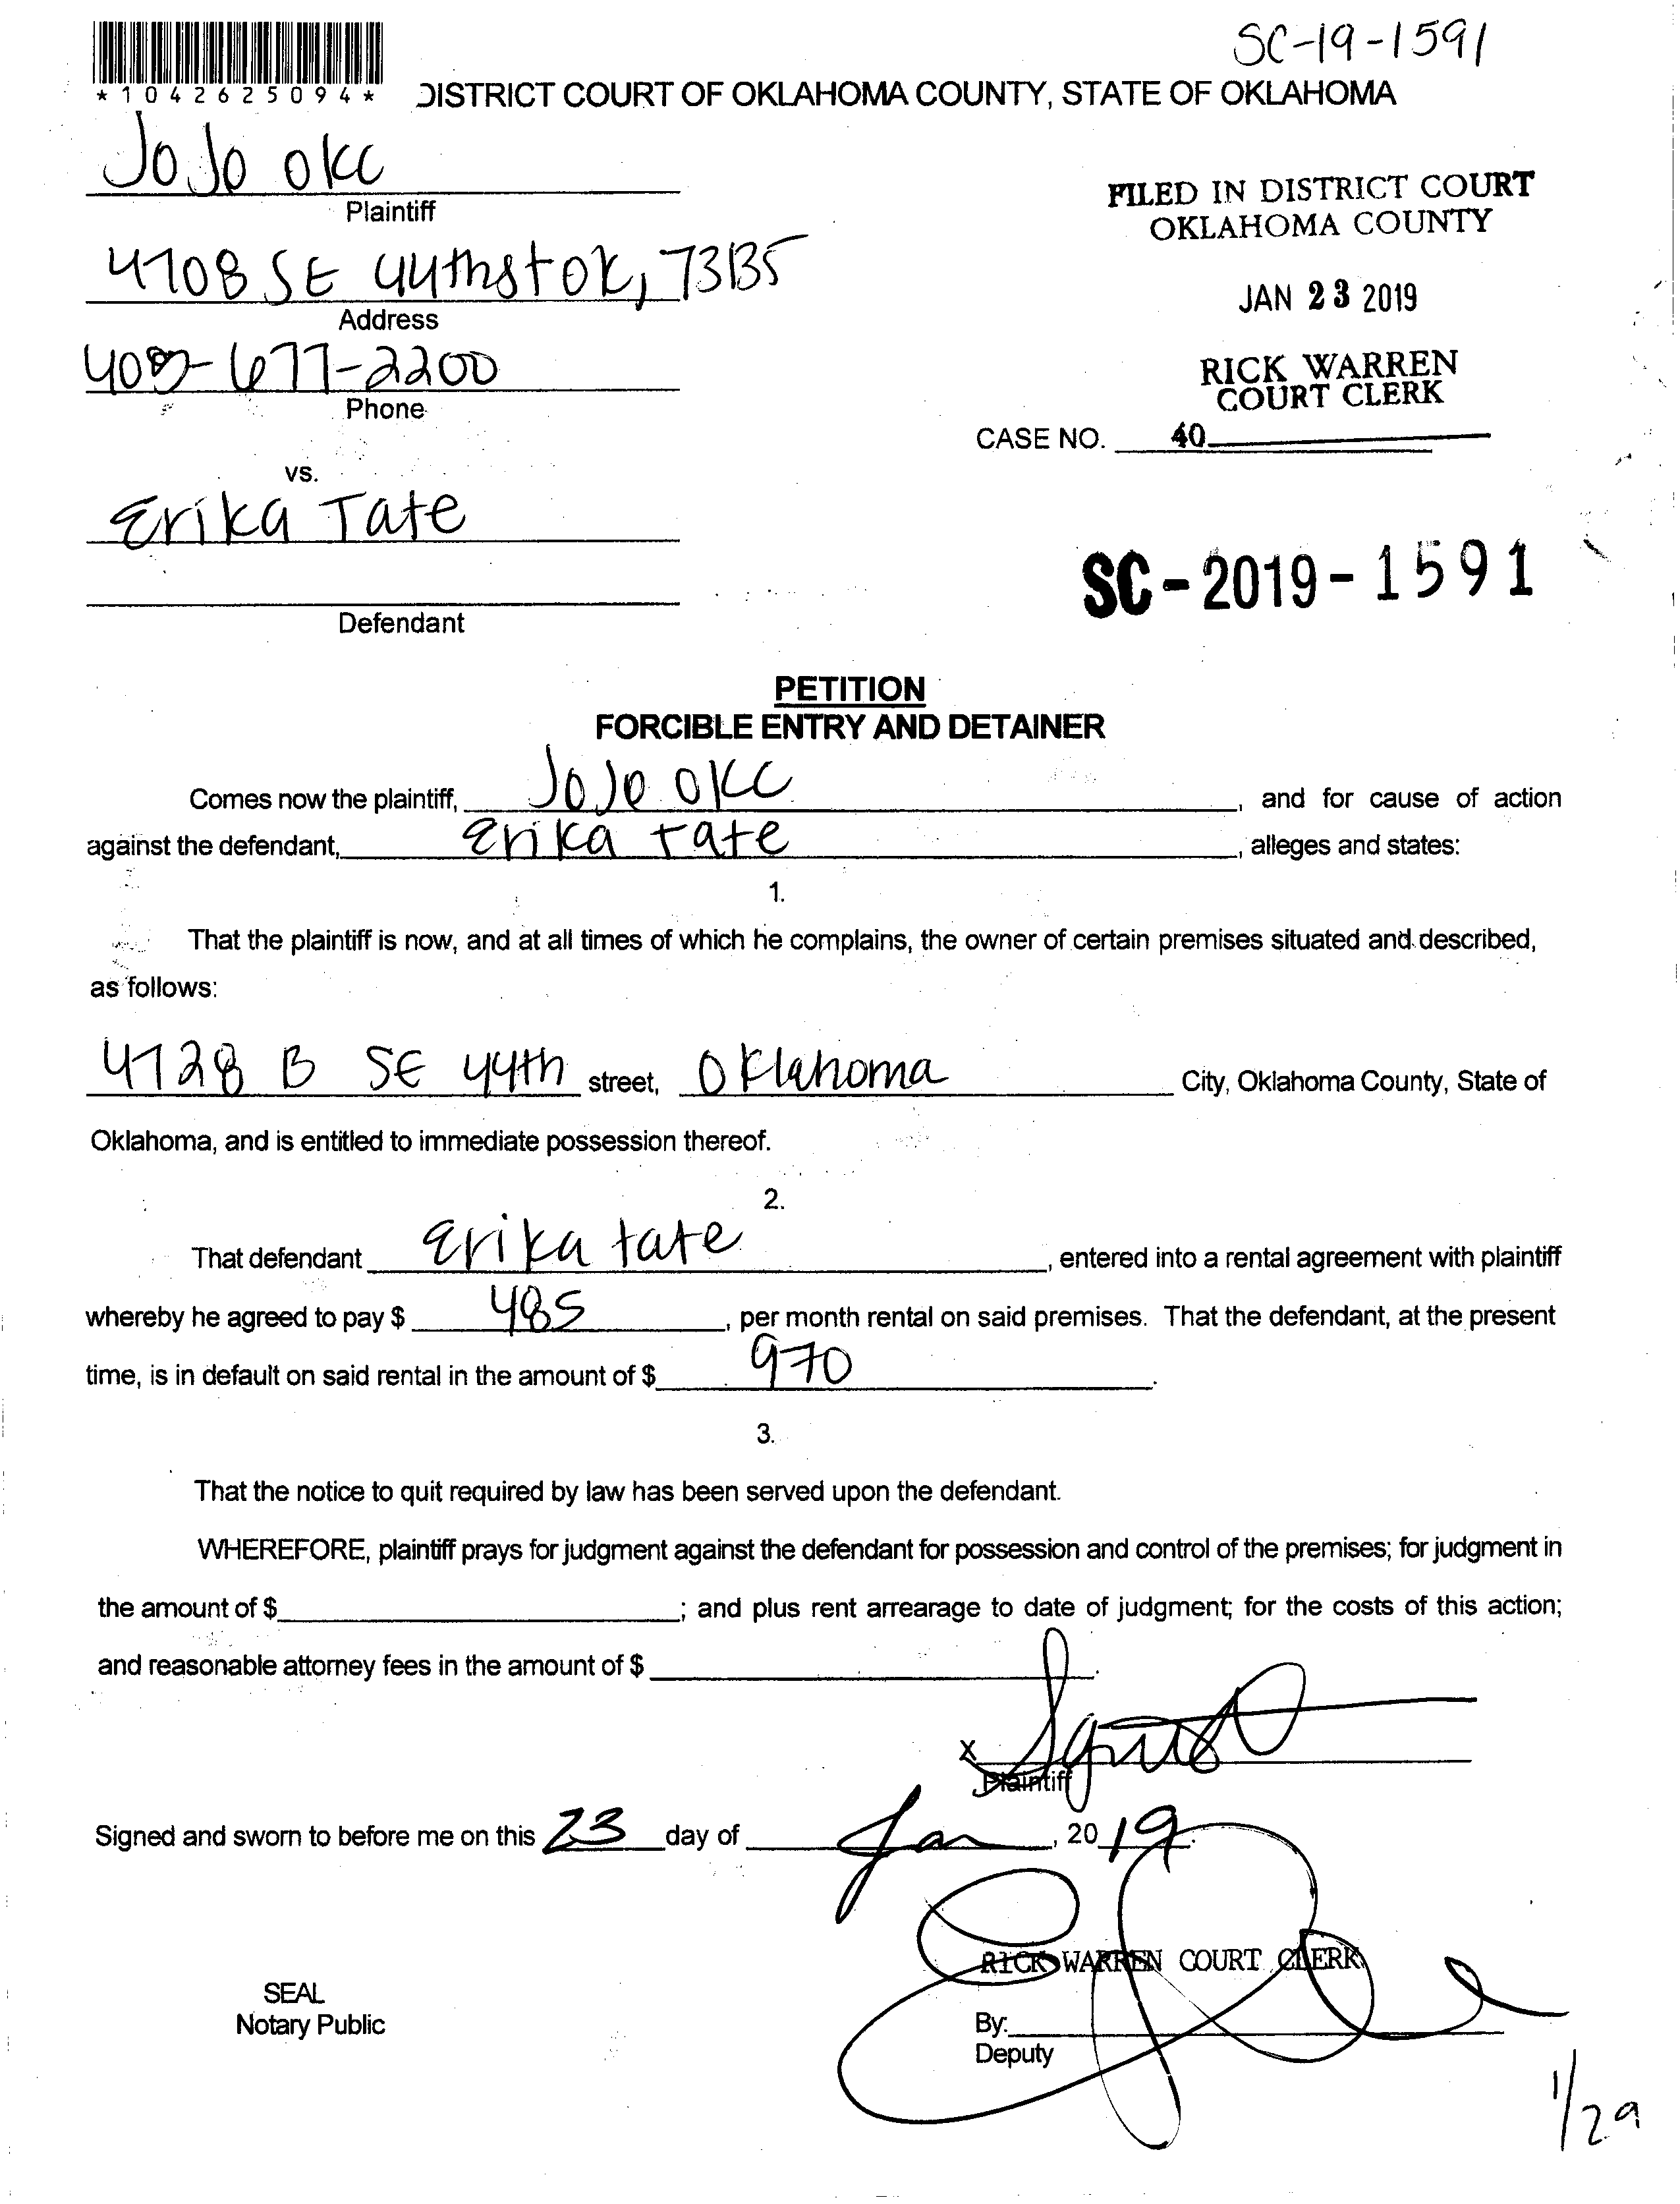 SC-19-1591
*1042625094*
DISTRICT COURT OF OKLAHOMA COUNTY, STATE OF OKLAHOMA
JoJo okc
Plaintiff
FILED IN DISTRICT COURT
OKLAHOMA COUNTY
4708 SE 44th st OK, 73135
Address
JAN 23 2019
677-2200
Phone
RICK WARREN
COURT CLERK
CASE NO. 40
vs.
Erika Tate
Defendant
SC-2019-1591
PETITION
FORCIBLE ENTRY AND DETAINER
Comes now the plaintiff, JoJo okc, and for cause of action
against the defendant, Erika tate, alleges and states:
1.
That the plaintiff is now, and at all times of which he complains, the owner of certain premises situated and described,
as follows:
4728 B SE 44th street, Oklahoma City, Oklahoma County, State of
Oklahoma, and is entitled to immediate possession thereof.
2.
That defendant Erika tate, entered into a rental agreement with plaintiff
whereby he agreed to pay $ 485, per month rental on said premises. That the defendant, at the present
time, is in default on said rental in the amount of $ 970.
3.
That the notice to quit required by law has been served upon the defendant.
WHEREFORE, plaintiff prays for judgment against the defendant for possession and control of the premises; for judgment in
the amount of $ ; and plus rent arrearage to date of judgment; for the costs of this action;
and reasonable attorney fees in the amount of $ .
X
Plaintiff
Signed and sworn to before me on this 23 day of Jan, 2019.
RICK WARREN COURT CLERK
SEAL
Notary Public
By:
Deputy
1/29